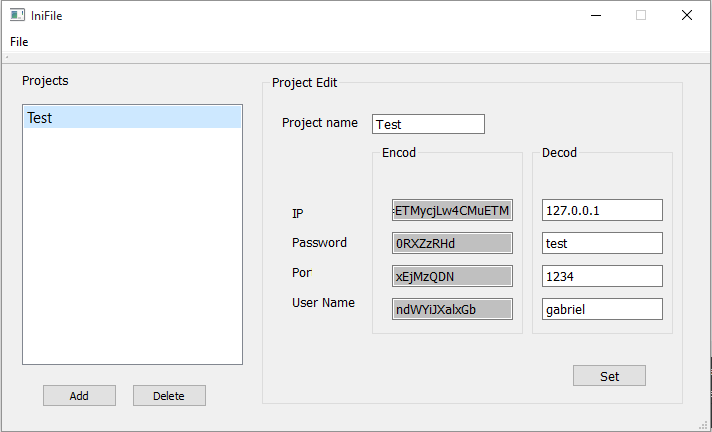 IniFile
File
Projects
Test
Add
Delete
Project Edit
Project name
Test
Encod
Decod
IP
=ETMycjLw4CMuETM
127.0.0.1
Password
0RXZzRHd
test
Por
xEjMzQDN
1234
User Name
ndWYiJXalxGb
gabriel
Set